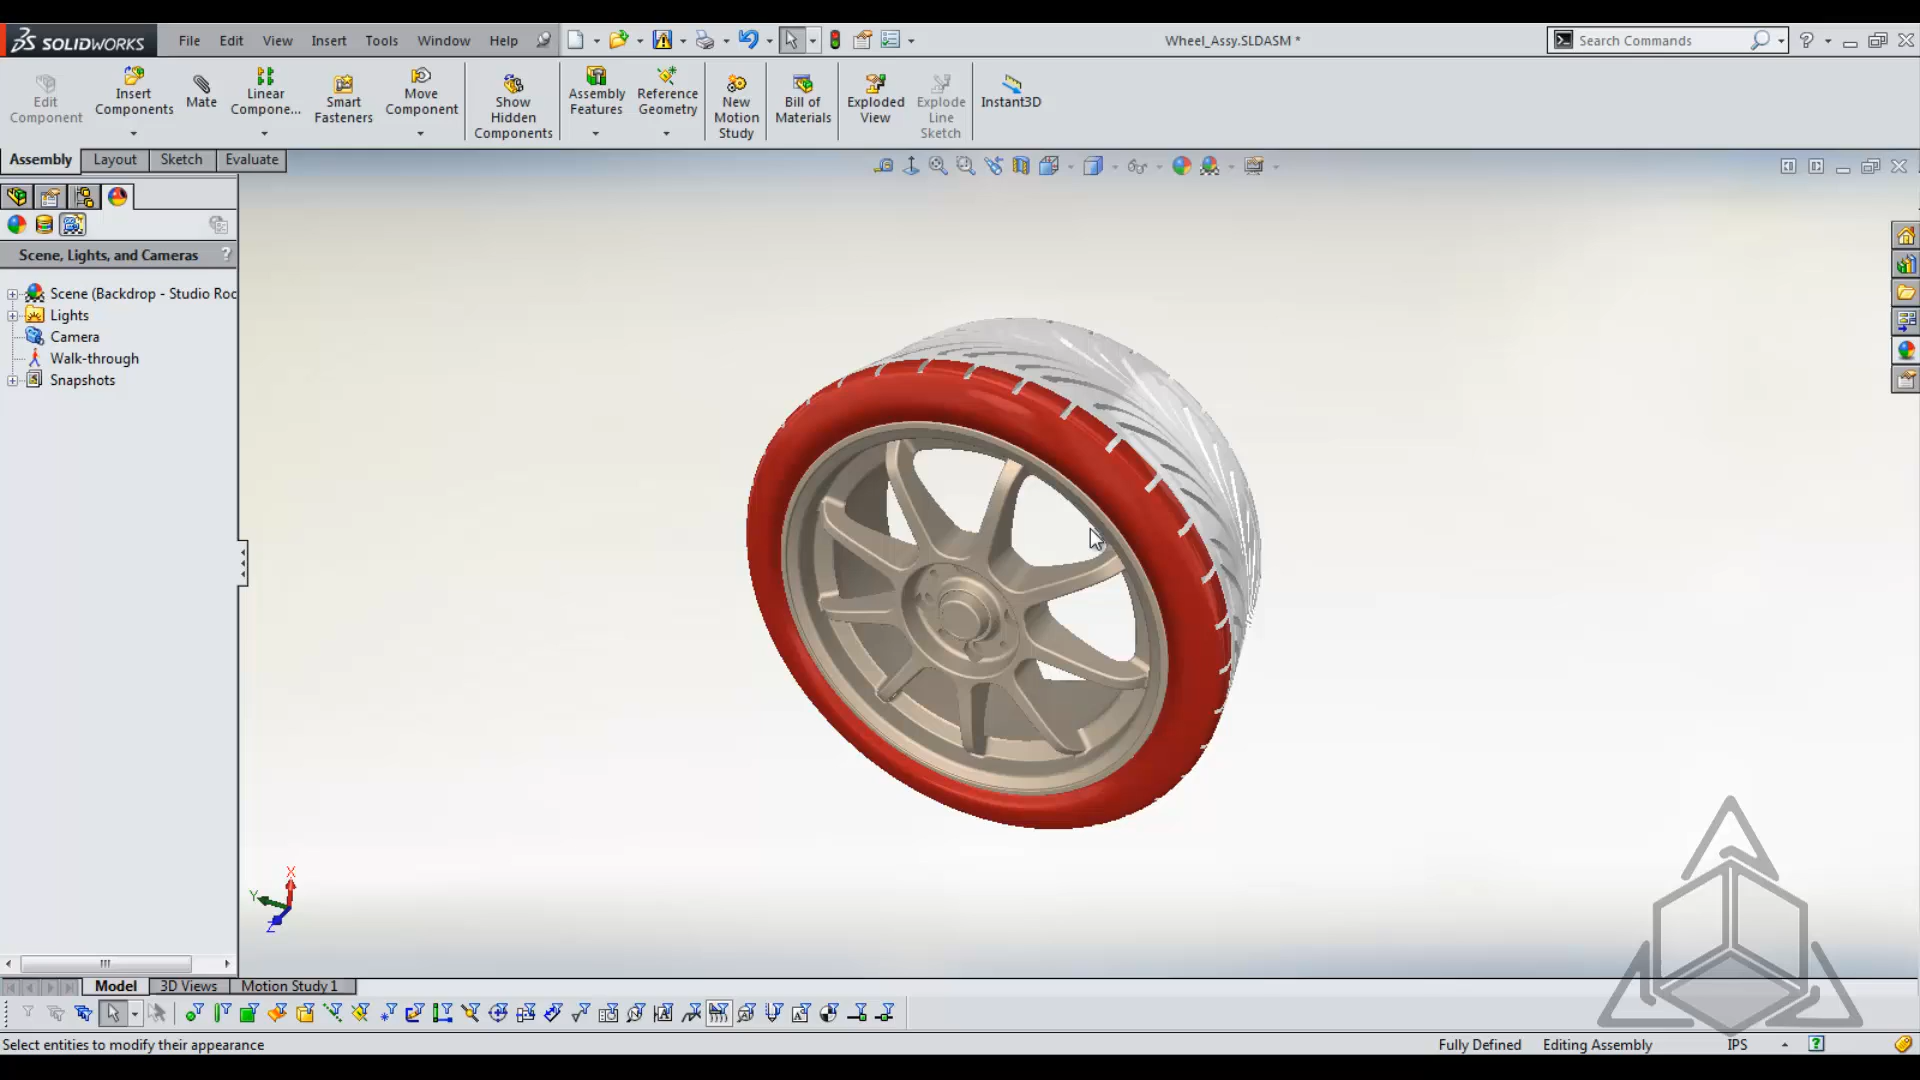 SOLIDWORKS File Edit View Insert Tools Window Help Wheel_Assy.SLDASM * Search Commands
Edit Component
Insert Components
Mate
Linear Compone...
Smart Fasteners
Move Component
Show Hidden Components
Assembly Features
Reference Geometry
New Motion Study
Bill of Materials
Exploded View
Explode Line Sketch
Instant3D
Assembly Layout Sketch Evaluate
Scene, Lights, and Cameras ?
Scene (Backdrop - Studio Roo
Lights
Camera
Walk-through
Snapshots
X
Y
Z
Model 3D Views Motion Study 1
Select entities to modify their appearance Fully Defined Editing Assembly IPS